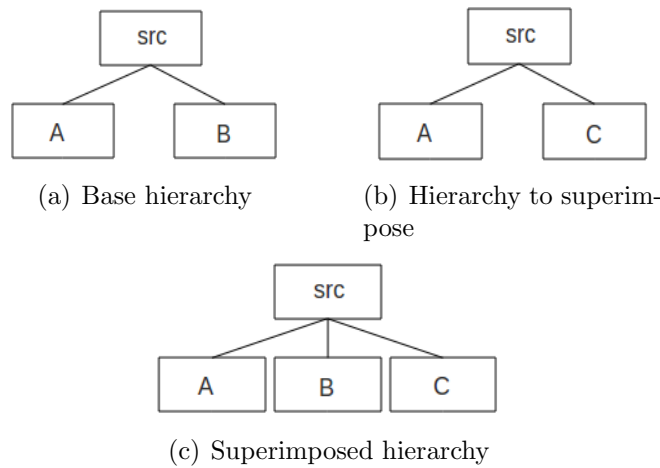 src
A
B
(a) Base hierarchy
src
A
C
(b) Hierarchy to superim-
pose
src
A
B
C
(c) Superimposed hierarchy